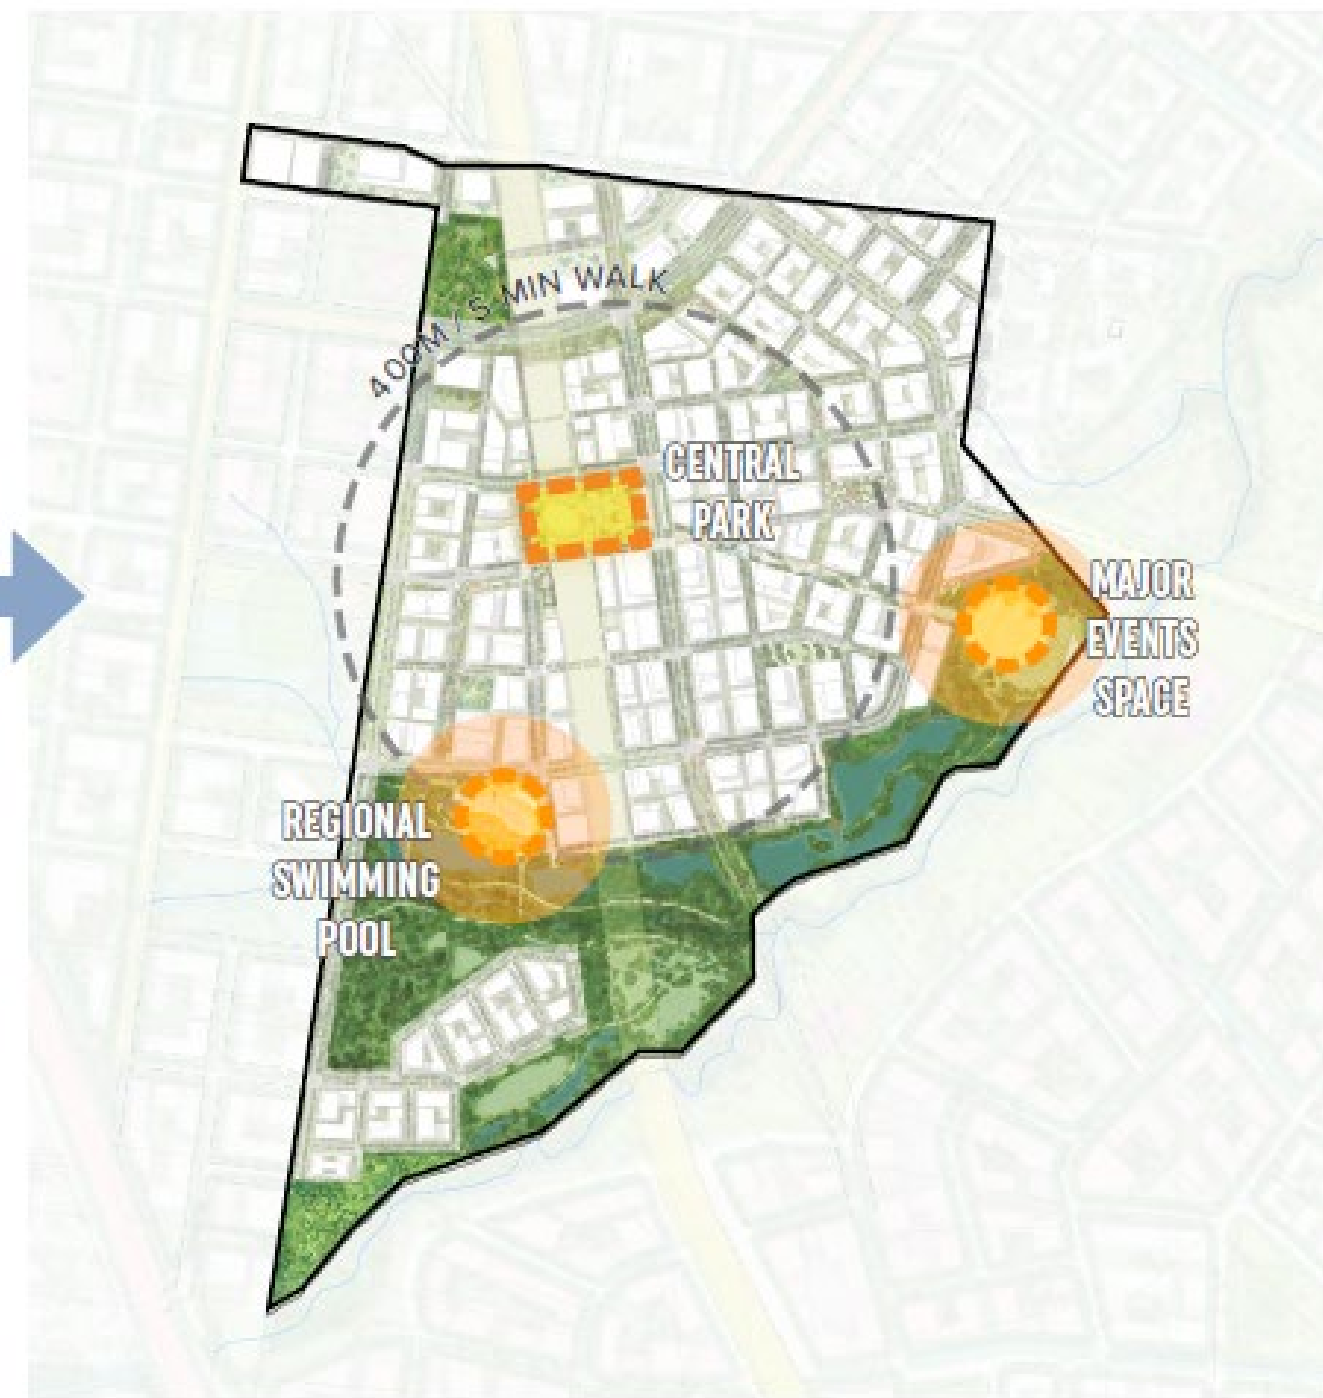 400M / 5 MIN WALK
CENTRAL
PARK
MAJOR
EVENTS
SPACE
REGIONAL
SWIMMING
POOL